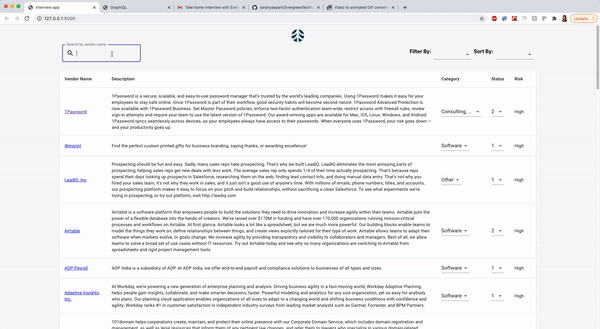 Interview app
GraphiQL
Take home interview with Ever
sarahyuepark/EvergreenTechn
Video to animated GIF conver
127.0.0.1:5000
Update
Search by vendor name
Filter By:
Sort By:
Vendor Name Description Category Status Risk
1Password is a secure, scalable, and easy-to-use password manager that's trusted by the world's leading companies. Using 1Password makes it easy for your
employees to stay safe online. Once 1Password is part of their workflow, good security habits will become second nature. 1Password Advanced Protection is
now available with 1Password Business. Set Master Password policies, enforce two-factor authentication team-wide, restrict access with firewall rules, review
sign-in attempts and require your team to use the latest version of 1Password. Our award-winning apps are available for Mac, iOS, Linux, Windows, and Android
1Password syncs seamlessly across devices, so your employees always have access to their passwords. When everyone uses 1Password, your risk goes down —
and your productivity goes up.
1Password Consulting, ... 2 High
4imprint Find the perfect custom printed gifts for business branding, saying thanks, or awarding excellence! Software 1 High
Prospecting should be fun and easy. Sadly, many sales reps hate prospecting. That's why we built LeadIQ. LeadIQ eliminates the most annoying parts of
prospecting, helping sales reps get new deals with less work. The average sales rep only spends 1/4 of their time actually prospecting. That's because reps
spend their days looking up prospects in Salesforce, researching them on the web, finding lead contact info, and doing manual data entry. That's not why you
hired your sales team, it's not why they work in sales, and it just isn't a good use of anyone's time. With millions of emails, phone numbers, titles, and accounts,
our prospecting platform makes it easy to focus on your pitch and build relationships, without sacrificing a clean Salesforce. To see what experiments we're
trying in prospecting, or try out platform, visit http://leadiq.com
LeadIQ, Inc Other 1 High
Airtable is a software platform that empowers people to build the solutions they need to drive innovation and increase agility within their teams. Airtable puts the
power of a flexible database into the hands of creators. We've raised over $170M in funding and have over 170,000 organizations running mission-critical
processes and workflows on Airtable. At first glance, Airtable looks a lot like a spreadsheet, but we are much more powerful. Our building blocks enable teams to
model the things they work on, define relationships between things, and create views explicitly tailored for their type of work. Airtable allows teams to adapt their
software when markets evolve, or goals change. We increase agility by providing transparency and visibility to collaborators and managers. Best of all, we allow
teams to solve a broad set of use cases without IT resources. Try out Airtable today and see why so many organizations are switching to Airtable from
spreadsheets and rigid project management tools.
Airtable Software 2 High
ADP Payroll ADP India is a subsidiary of ADP. At ADP India, we offer end-to-end payroll and compliance solutions to businesses of all types and sizes. Software 1 High
At Workday, we're powering a new generation of enterprise planning and analysis. Driving business agility in a fast-moving world, Workday Adaptive Planning
helps people gain insights, collaborate, and make smarter decisions, faster. Powerful modeling and analytics for any size organization, yet so easy for anybody
who plans. Our planning cloud application enables organizations of all sizes to adapt to a changing world and shifting business conditions with confidence and
agility. Workday ranks #1 in customer satisfaction in independent industry surveys from leading market analysts such as Gartner, Forrester, and BPM Partners.
Adaptive Insights,
Inc. Software 1 High
101domain helps corporations create, maintain, and protect their online presence with our Corporate Domain Service, which includes domain registration and